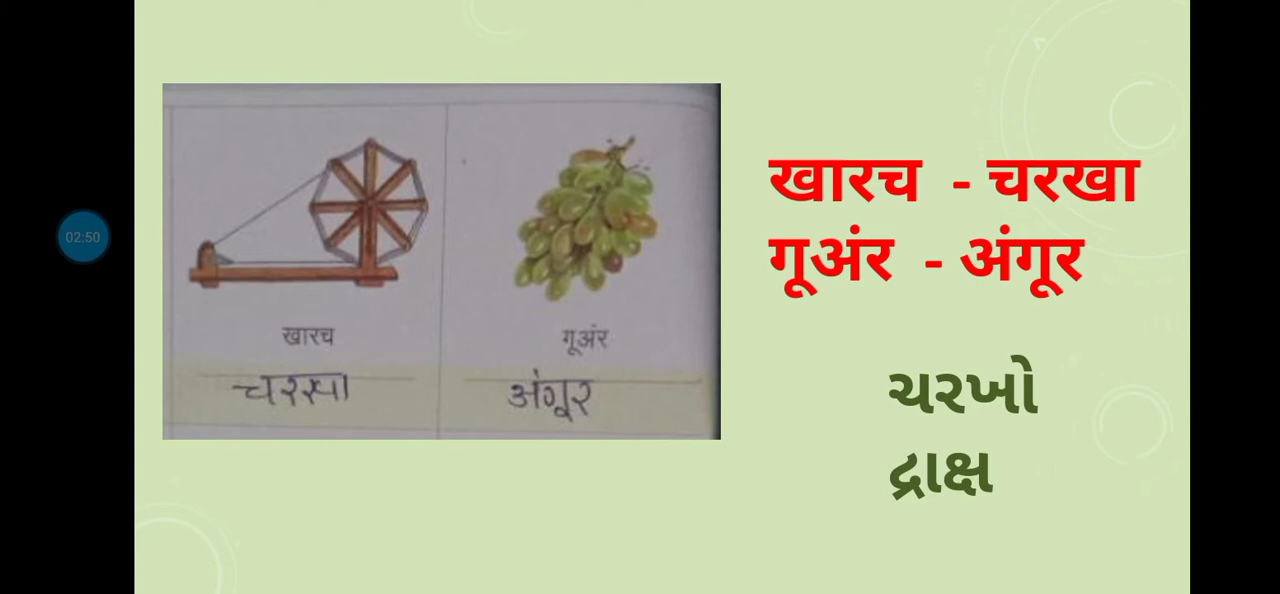 02:50
खारच
गूअंर
चरखा
अंगूर
खारच - चरखा
गूअंर - अंगूर
ચરખો
દ્રાક્ષ